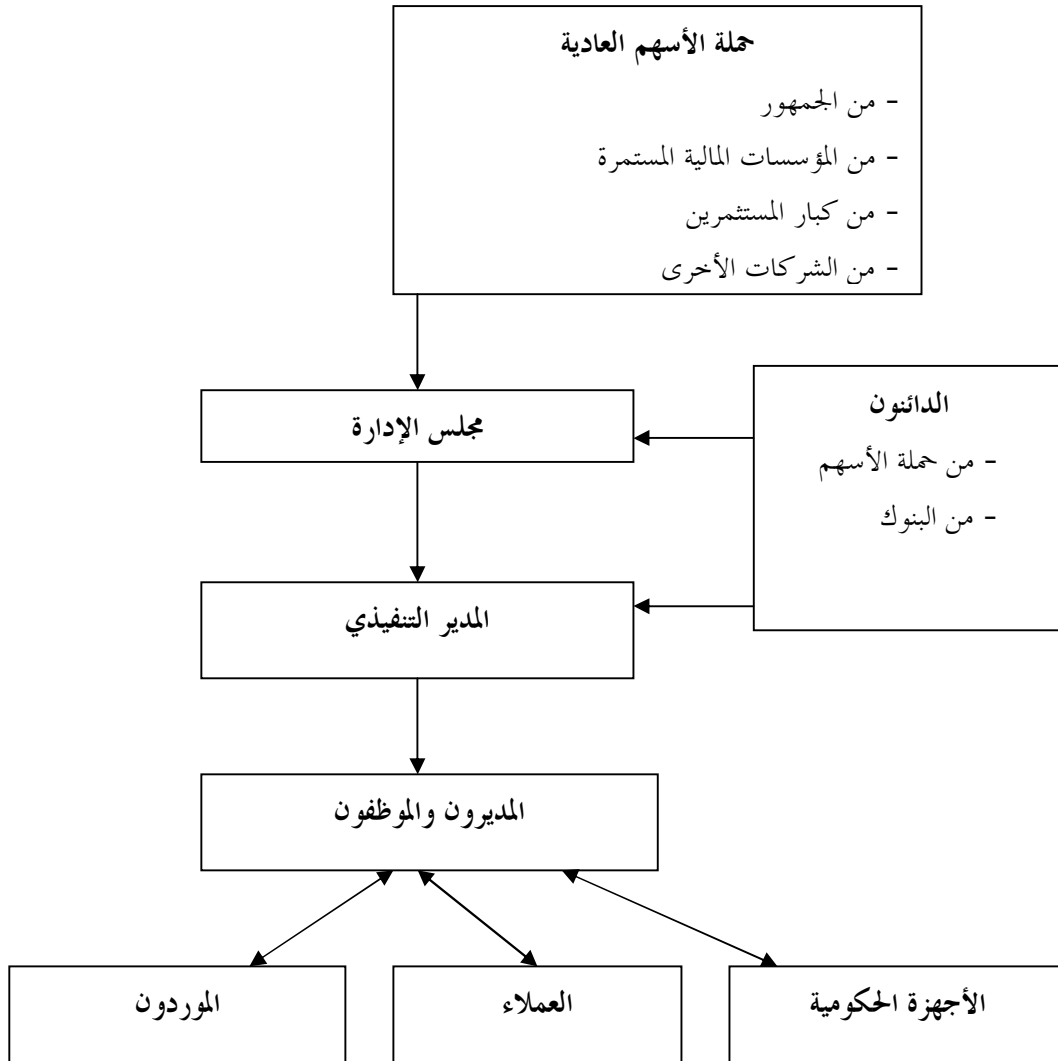 حملة الأسهم العادية
- من الجمهور
- من المؤسسات المالية المستمرة
- من كبار المستثمرين
- من الشركات الأخرى
مجلس الإدارة
الدائنون
- من حملة الأسهم
- من البنوك
المدير التنفيذي
المديرون والموظفون
الأجهزة الحكومية
العملاء
الموردون